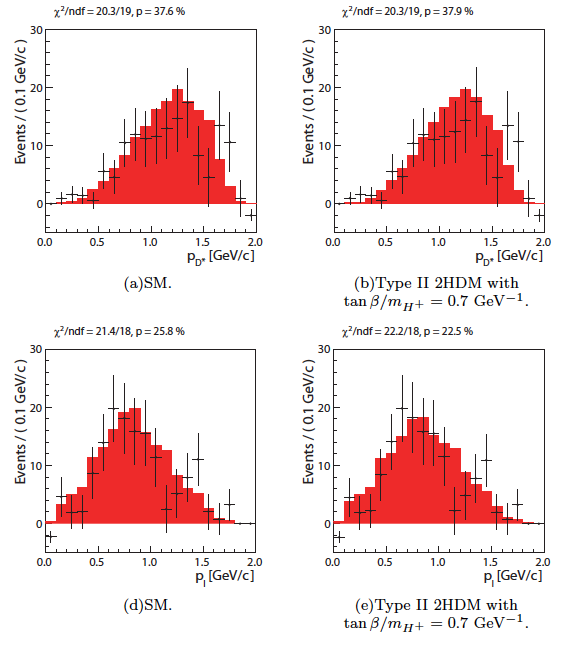 χ²/ndf = 20.3/19, p = 37.6 %
Events / ( 0.1 GeV/c )
30
20
10
0
0.0 0.5 1.0 1.5 2.0
p_D* [GeV/c]
(a)SM.
χ²/ndf = 20.3/19, p = 37.9 %
Events / ( 0.1 GeV/c )
30
20
10
0
0.0 0.5 1.0 1.5 2.0
p_D* [GeV/c]
(b)Type II 2HDM with
tan β/m_H+ = 0.7 GeV⁻¹.
χ²/ndf = 21.4/18, p = 25.8 %
Events / ( 0.1 GeV/c )
30
20
10
0
0.0 0.5 1.0 1.5 2.0
p_l [GeV/c]
(d)SM.
χ²/ndf = 22.2/18, p = 22.5 %
Events / ( 0.1 GeV/c )
30
20
10
0
0.0 0.5 1.0 1.5 2.0
p_l [GeV/c]
(e)Type II 2HDM with
tan β/m_H+ = 0.7 GeV⁻¹.